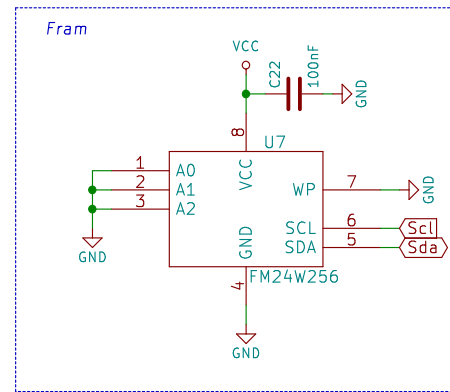 Fram
VCC
C22
100nF
GND
8
U7
VCC
1
A0
2
A1
3
A2
WP
7
GND
SCL
6
Scl
SDA
5
Sda
GND
GND
4
FM24W256
GND